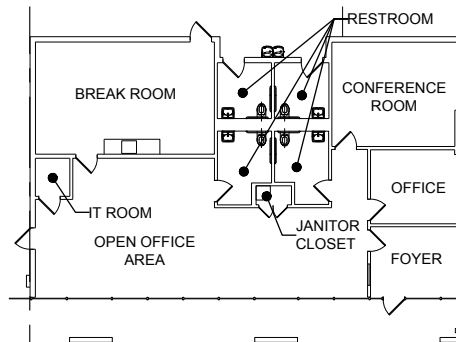 RESTROOM
BREAK ROOM
CONFERENCE
ROOM
IT ROOM
OPEN OFFICE
AREA
JANITOR
CLOSET
OFFICE
FOYER